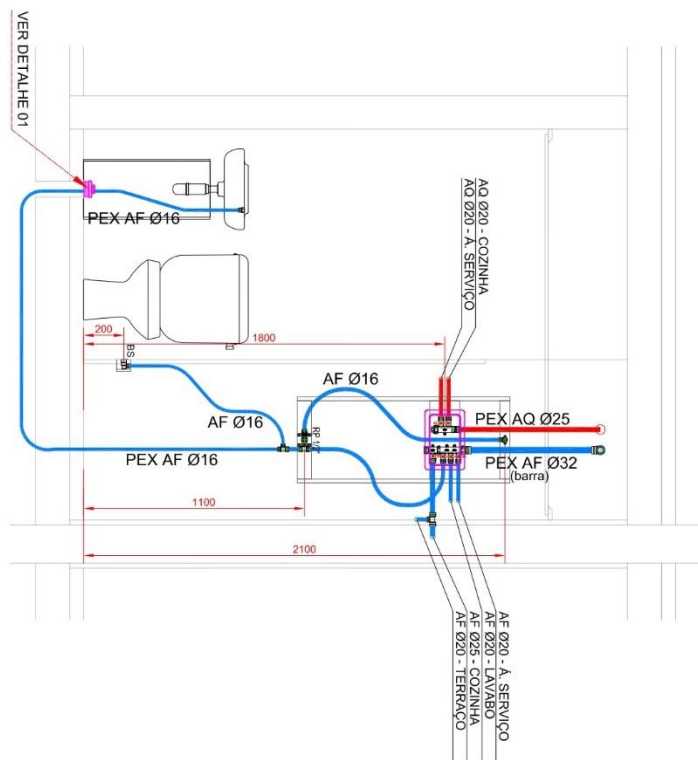 VER DETALHE 01
PEX AF Ø16
AQ Ø20 - COZINHA
AQ Ø20 - A. SERVIÇO
200
1800
BS
AF Ø16
PEX AQ Ø25
AF Ø16
RP 1/2"
PEX AF Ø16
PEX AF Ø32
(barra)
1100
2100
AF Ø20 - Á. SERVIÇO
AF Ø20 - LAVABO
AF Ø25 - COZINHA
AF Ø20 - TERRAÇO